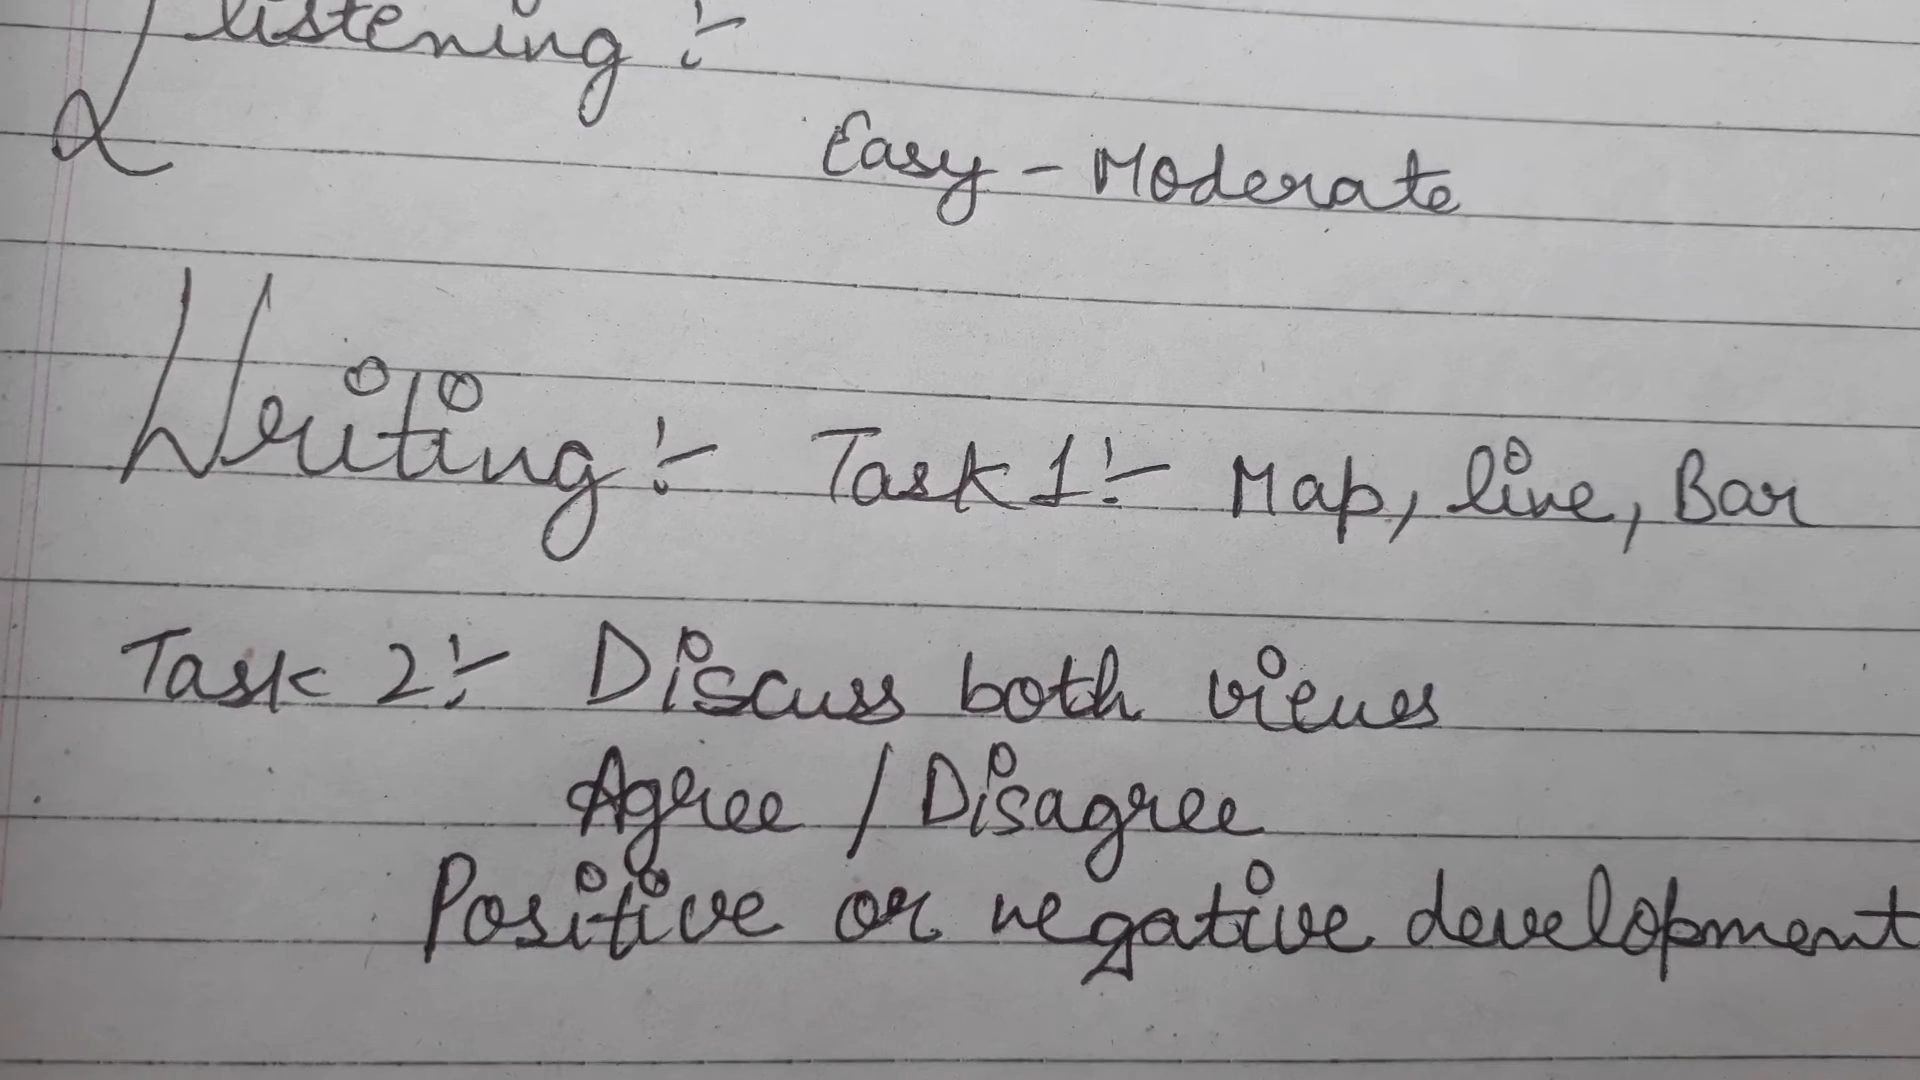 Listening :-
Easy - Moderate
Writing :- Task 1 :- Map, line, Bar
Task 2 :- Discuss both views
Agree / Disagree
Positive or negative development